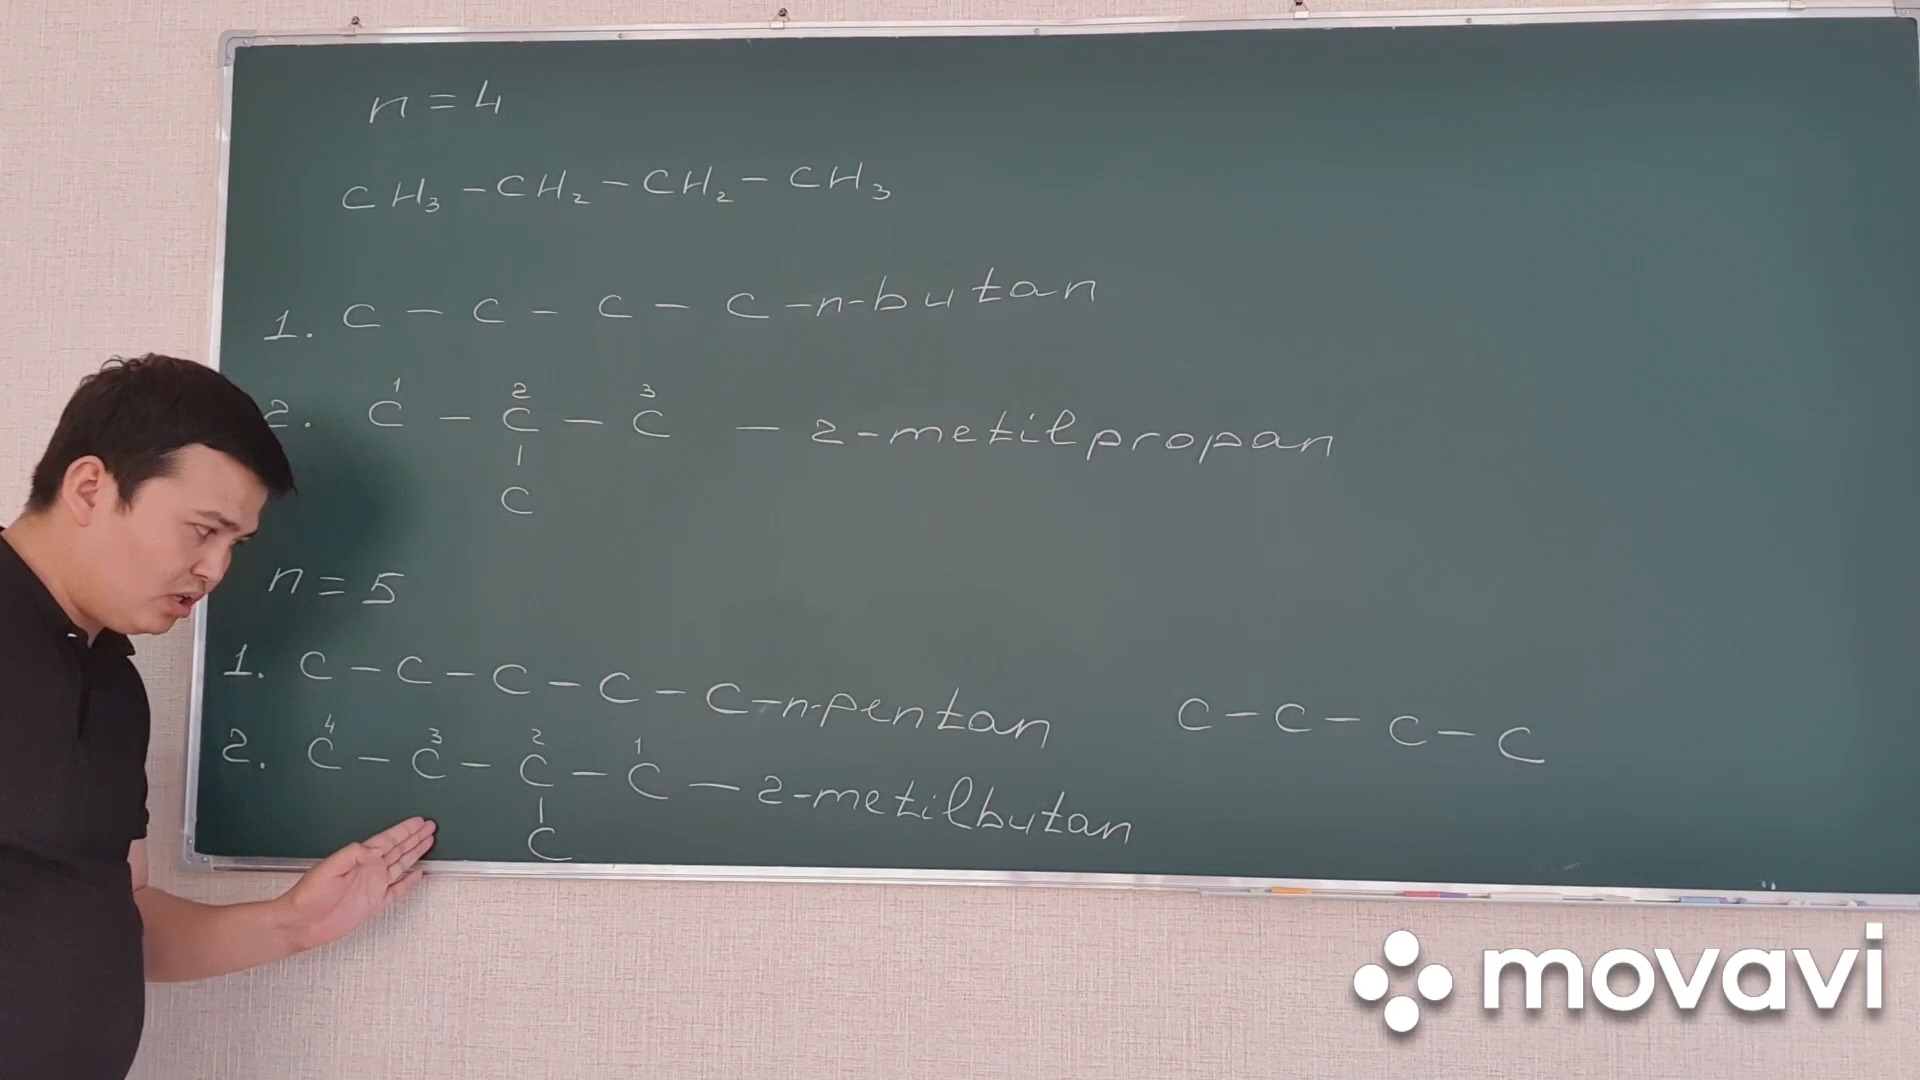 n = 4
CH₃ - CH₂ - CH₂ - CH₃
1. C - C - C - C - n-butan
1 2 3
2. C - C - C - 2-metilpropan
C
n = 5
1. C - C - C - C - C - n-pentan
C - C - C - C
4 3 2 1
2. C - C - C - C - 2-metilbutan
C
movavi